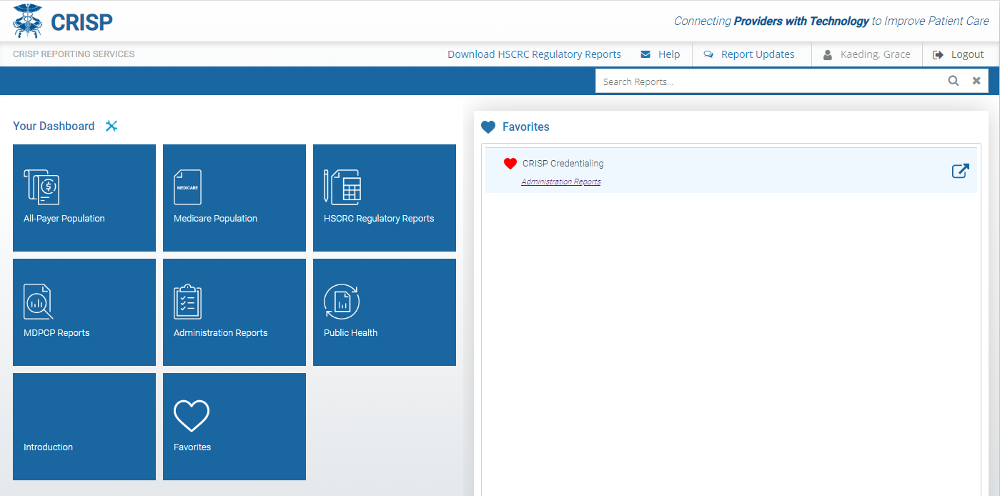 CRISP
Connecting Providers with Technology to Improve Patient Care
CRISP REPORTING SERVICES
Download HSCRC Regulatory Reports
Help
Report Updates
Kaeding, Grace
Logout
Search Reports...
Your Dashboard
All-Payer Population
MEDICARE
Medicare Population
HSCRC Regulatory Reports
MDPCP Reports
Administration Reports
Public Health
Introduction
Favorites
Favorites
CRISP Credentialing
Administration Reports